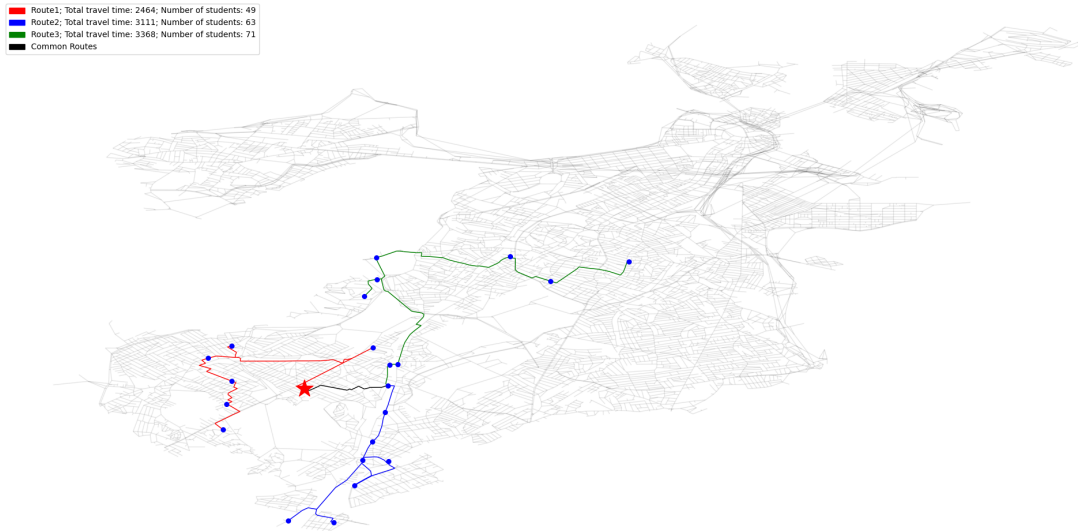 Route1; Total travel time: 2464; Number of students: 49
Route2; Total travel time: 3111; Number of students: 63
Route3; Total travel time: 3368; Number of students: 71
Common Routes